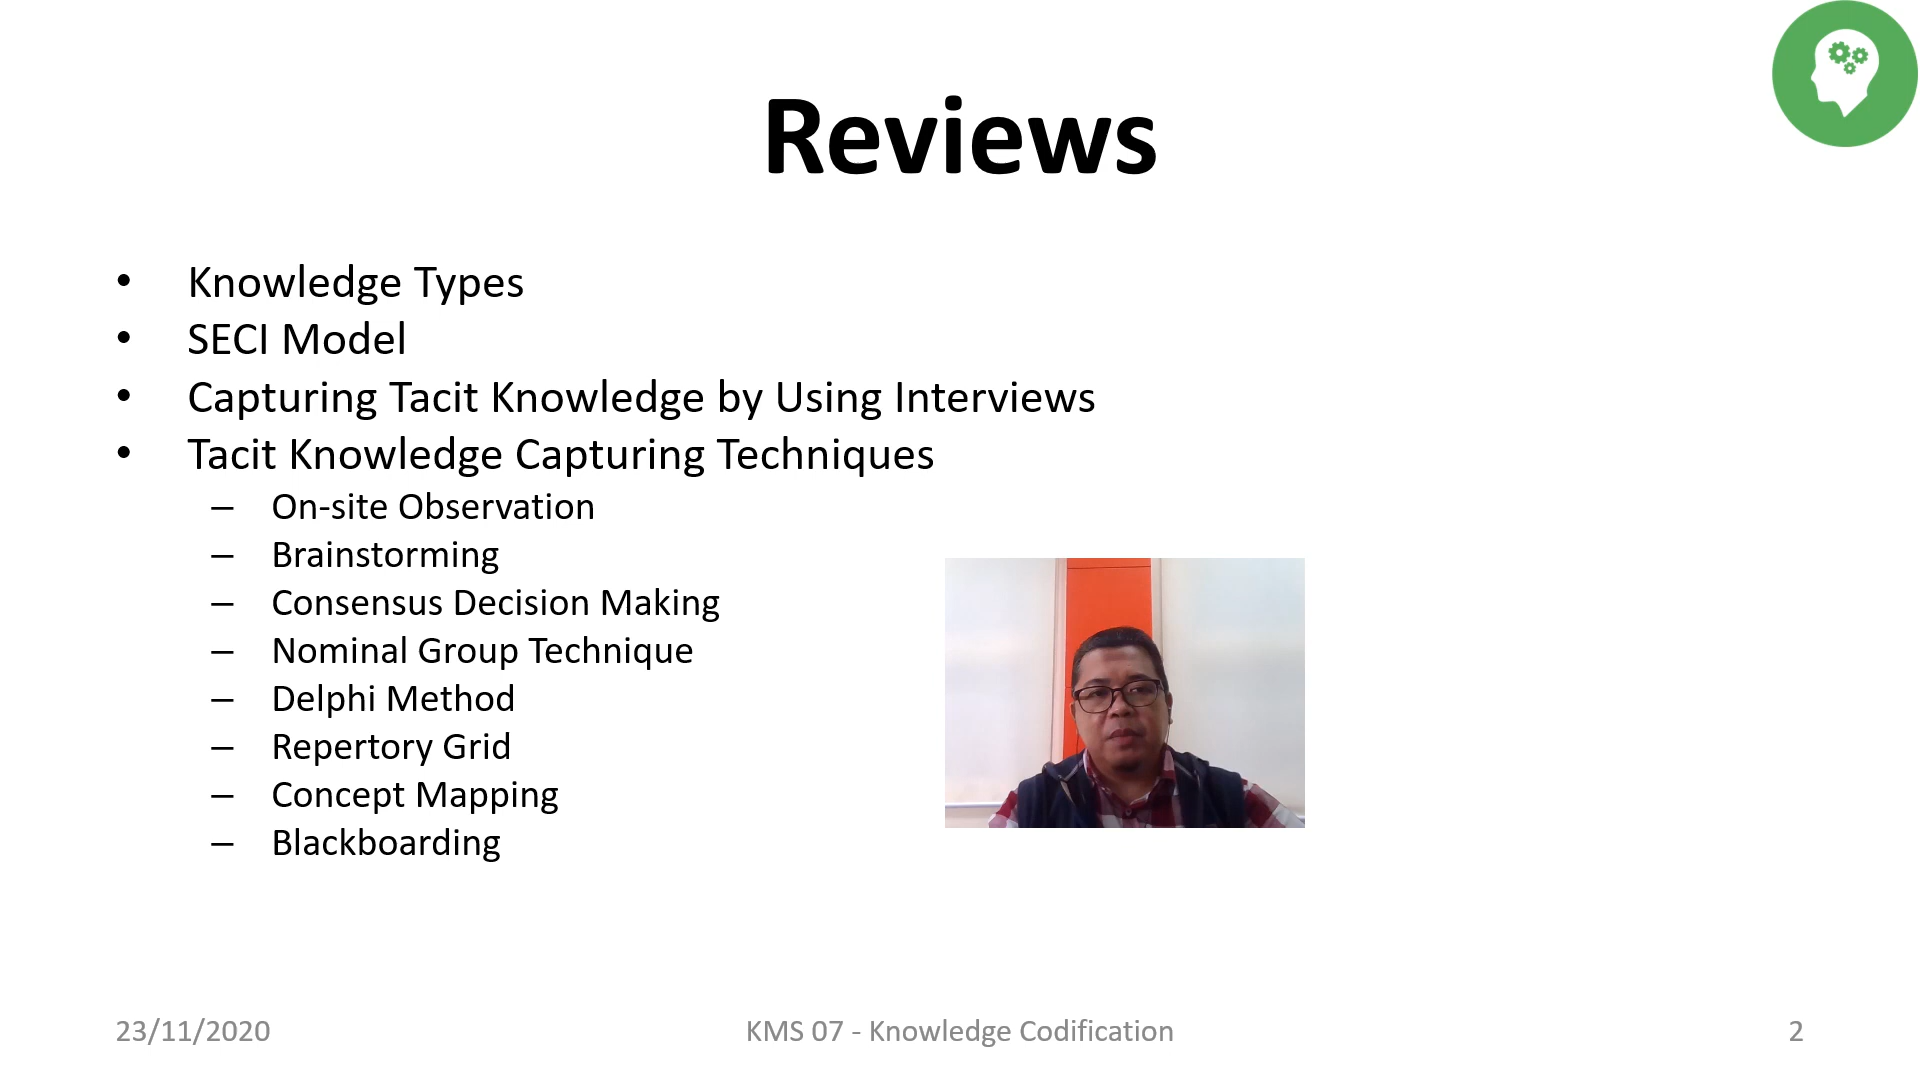 Reviews
• Knowledge Types
• SECI Model
• Capturing Tacit Knowledge by Using Interviews
• Tacit Knowledge Capturing Techniques
– On-site Observation
– Brainstorming
– Consensus Decision Making
– Nominal Group Technique
– Delphi Method
– Repertory Grid
– Concept Mapping
– Blackboarding
23/11/2020
KMS 07 - Knowledge Codification
2